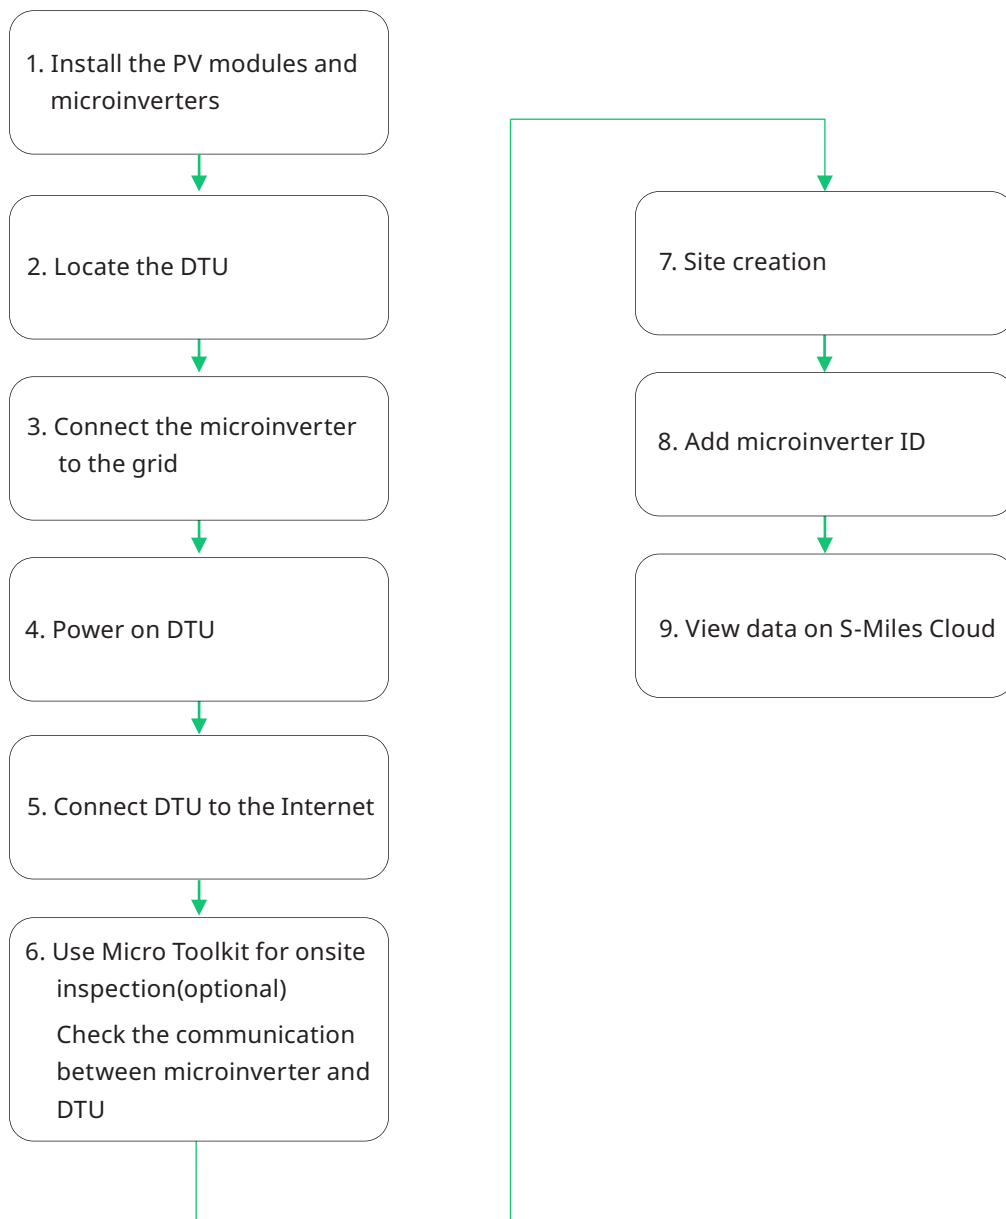 1. Install the PV modules and
microinverters
2. Locate the DTU
3. Connect the microinverter
to the grid
4. Power on DTU
5. Connect DTU to the Internet
6. Use Micro Toolkit for onsite
inspection(optional)
Check the communication
between microinverter and
DTU
7. Site creation
8. Add microinverter ID
9. View data on S-Miles Cloud